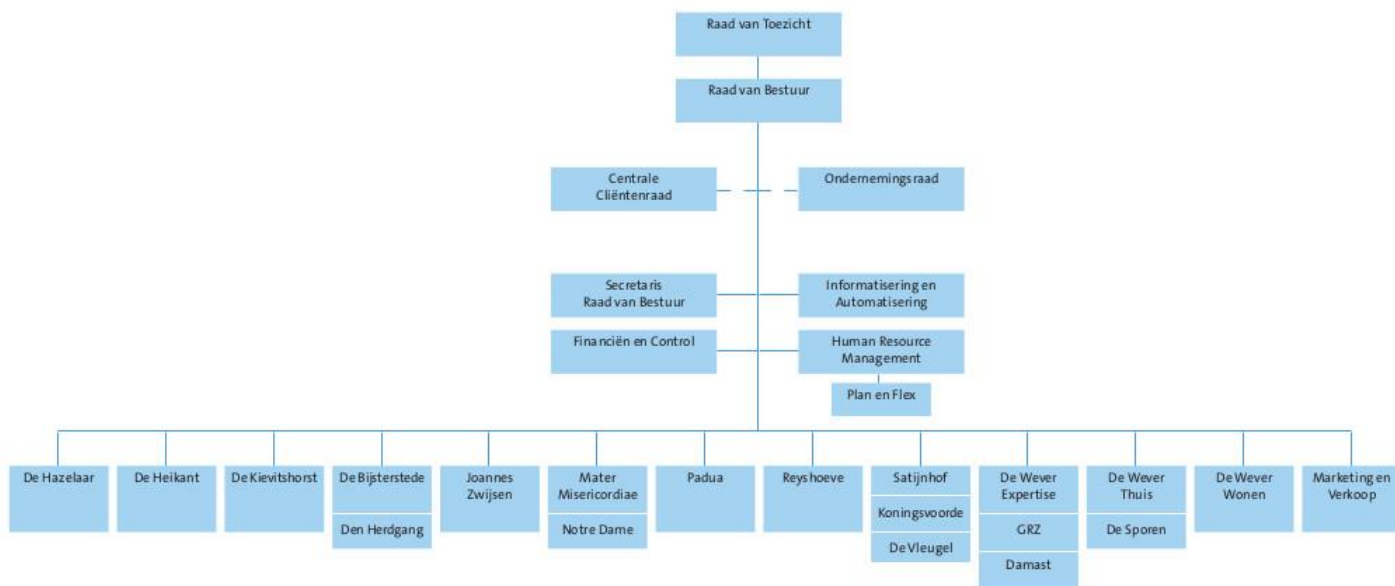 Raad van Toezicht
Raad van Bestuur
Centrale
Cliëntenraad
Ondernemingsraad
Secretaris
Raad van Bestuur
Informatisering en
Automatisering
Financiën en Control
Human Resource
Management
Plan en Flex
De Hazelaar
De Heikant
De Kievitshorst
De Bijsterstede
Den Herdgang
Joannes
Zwijsen
Mater
Misericordiae
Notre Dame
Padua
Reyshoeve
Satijnhof
Koningsvoorde
De Vleugel
De Wever
Expertise
GRZ
Damast
De Wever
Thuis
De Sporen
De Wever
Wonen
Marketing en
Verkoop